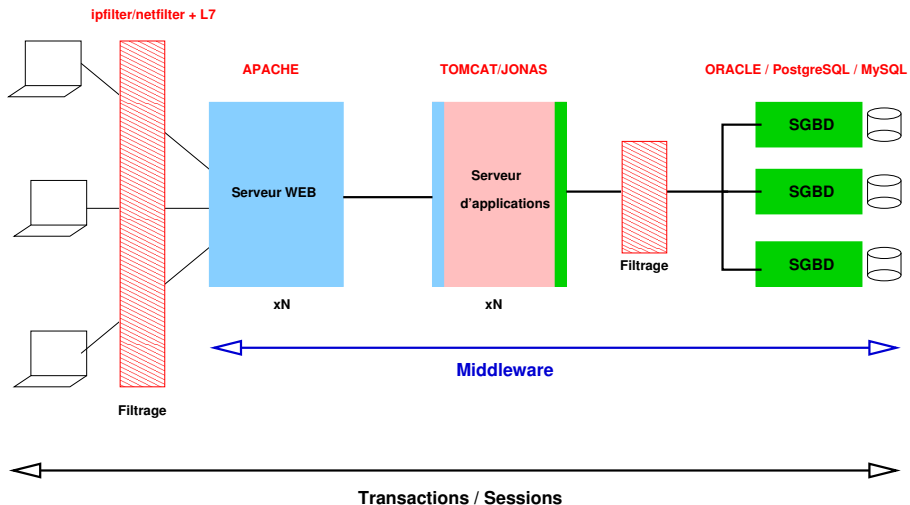 ipfilter/netfilter + L7
APACHE
TOMCAT/JONAS
ORACLE / PostgreSQL / MySQL
Serveur WEB
Serveur
d'applications
SGBD
SGBD
SGBD
Filtrage
xN
xN
Middleware
Filtrage
Transactions / Sessions